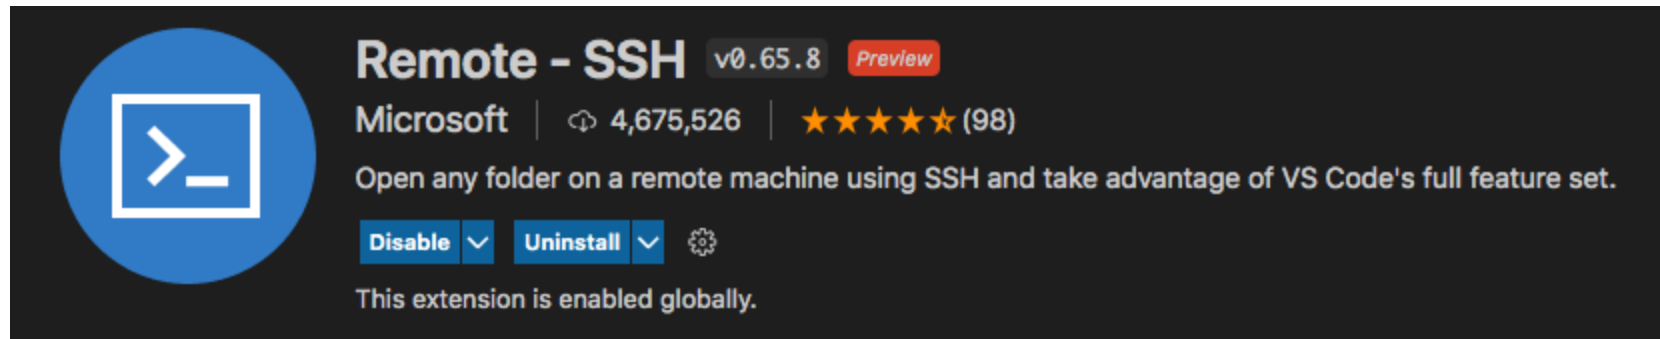 Remote - SSH v0.65.8 Preview
Microsoft 4,675,526 (98)
Open any folder on a remote machine using SSH and take advantage of VS Code's full feature set.
Disable Uninstall
This extension is enabled globally.